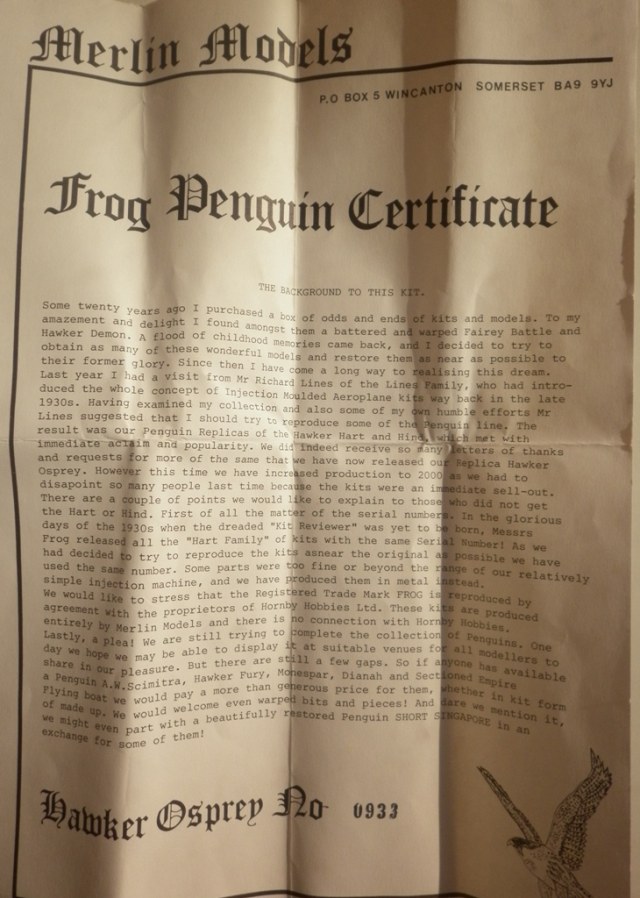 Merlin Models
P.O BOX 5 WINCANTON SOMERSET BA9 9YJ
Frog Penguin Certificate
THE BACKGROUND TO THIS KIT.
Some twenty years ago I purchased a box of odds and ends of kits and models. To my
amazement and delight I found amongst them a battered and warped Fairey Battle and
Hawker Demon. A flood of childhood memories came back, and I decided to try to
obtain as many of these wonderful models and restore them as near as possible to
their former glory. Since then I have come a long way to realising this dream.
Last year I had a visit from Mr Richard Lines of the Lines Family, who had intro-
duced the whole concept of Injection Moulded Aeroplane kits way back in the late
1930s. Having examined my collection and also some of my own humble efforts Mr
Lines suggested that I should try to reproduce some of the Penguin line. The
result was our Penguin Replicas of the Hawker Hart and Hind, which met with
immediate acclaim and popularity. We did indeed receive so many letters of thanks
and requests for more of the same that we have now released our Replica Hawker
Osprey. However this time we have increased production to 2000 as we had to
disapoint so many people last time because the kits were an immediate sell-out.
There are a couple of points we would like to explain to those who did not get
the Hart or Hind. First of all the matter of the serial numbers. In the glorious
days of the 1930s when the dreaded "Kit Reviewer" was yet to be born, Messrs
Frog released all the "Hart Family" of kits with the same Serial Number! As we
had decided to try to reproduce the kits asnear the original as possible we have
used the same number. Some parts were too fine or beyond the range of our relatively
simple injection machine, and we have produced them in metal instead.
We would like to stress that the Registered Trade Mark FROG is reproduced by
agreement with the proprietors of Hornby Hobbies Ltd. These kits are produced
entirely by Merlin Models and there is no connection with Hornby Hobbies.
Lastly, a plea! We are still trying to complete the collection of Penguins. One
day we hope we may be able to display it at suitable venues for all modellers to
share in our pleasure. But there are still a few gaps. So if anyone has available
a Penguin A.W.Scimitra, Hawker Fury, Monespar, Dianah and Sectioned Empire
Flying boat we would pay a more than generous price for them, whether in kit form
of made up. We would welcome even warped bits and pieces! And dare we mention it,
we might even part with a beautifully restored Penguin SHORT SINGAPORE in an
exchange for some of them!
Hawker Osprey No 0933